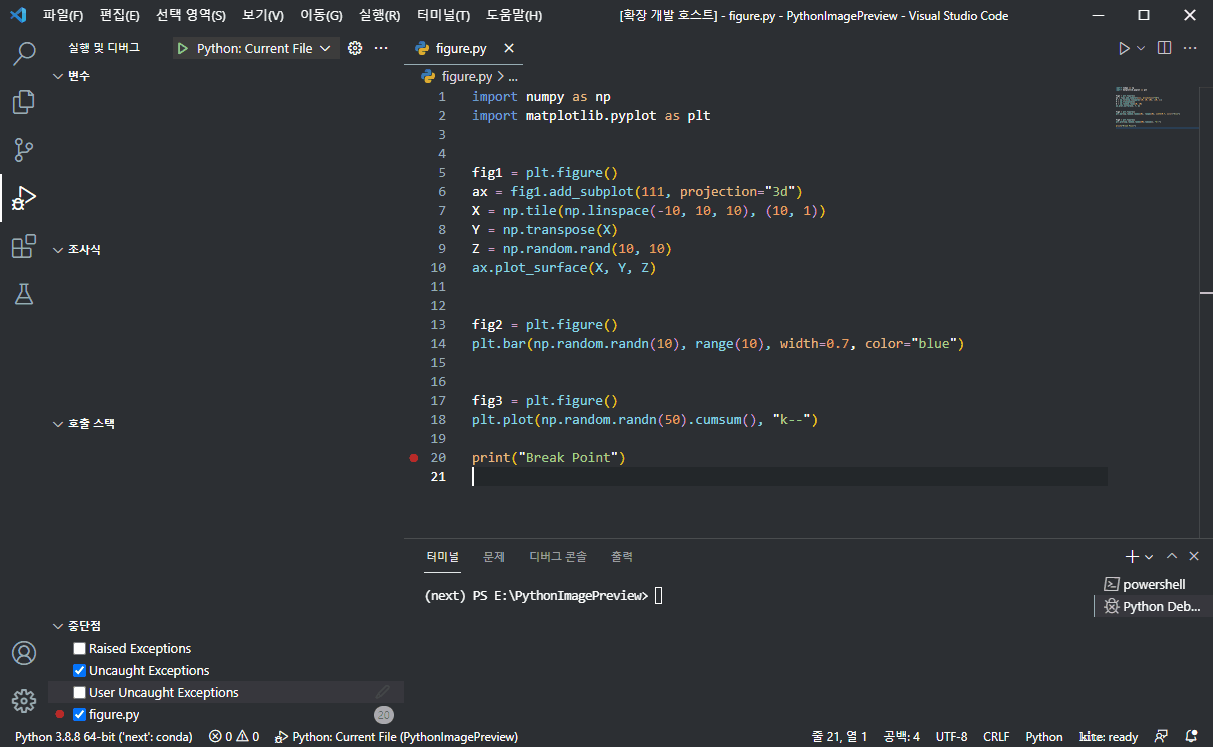 파일(F) 편집(E) 선택 영역(S) 보기(V) 이동(G) 실행(R) 터미널(T) 도움말(H) [확장 개발 호스트] - figure.py - PythonImagePreview - Visual Studio Code
실행 및 디버그 Python: Current File
변수
조사식
호출 스택
중단점
Raised Exceptions
Uncaught Exceptions
User Uncaught Exceptions
figure.py 20
figure.py
figure.py > ...
1 import numpy as np
2 import matplotlib.pyplot as plt
3
4
5 fig1 = plt.figure()
6 ax = fig1.add_subplot(111, projection="3d")
7 X = np.tile(np.linspace(-10, 10, 10), (10, 1))
8 Y = np.transpose(X)
9 Z = np.random.rand(10, 10)
10 ax.plot_surface(X, Y, Z)
11
12
13 fig2 = plt.figure()
14 plt.bar(np.random.randn(10), range(10), width=0.7, color="blue")
15
16
17 fig3 = plt.figure()
18 plt.plot(np.random.randn(50).cumsum(), "k--")
19
20 print("Break Point")
21
터미널 문제 디버그 콘솔 출력
(next) PS E:\PythonImagePreview>
powershell
Python Deb...
Python 3.8.8 64-bit ('next': conda) 0 0 Python: Current File (PythonImagePreview) 줄 21, 열 1 공백: 4 UTF-8 CRLF Python kite: ready